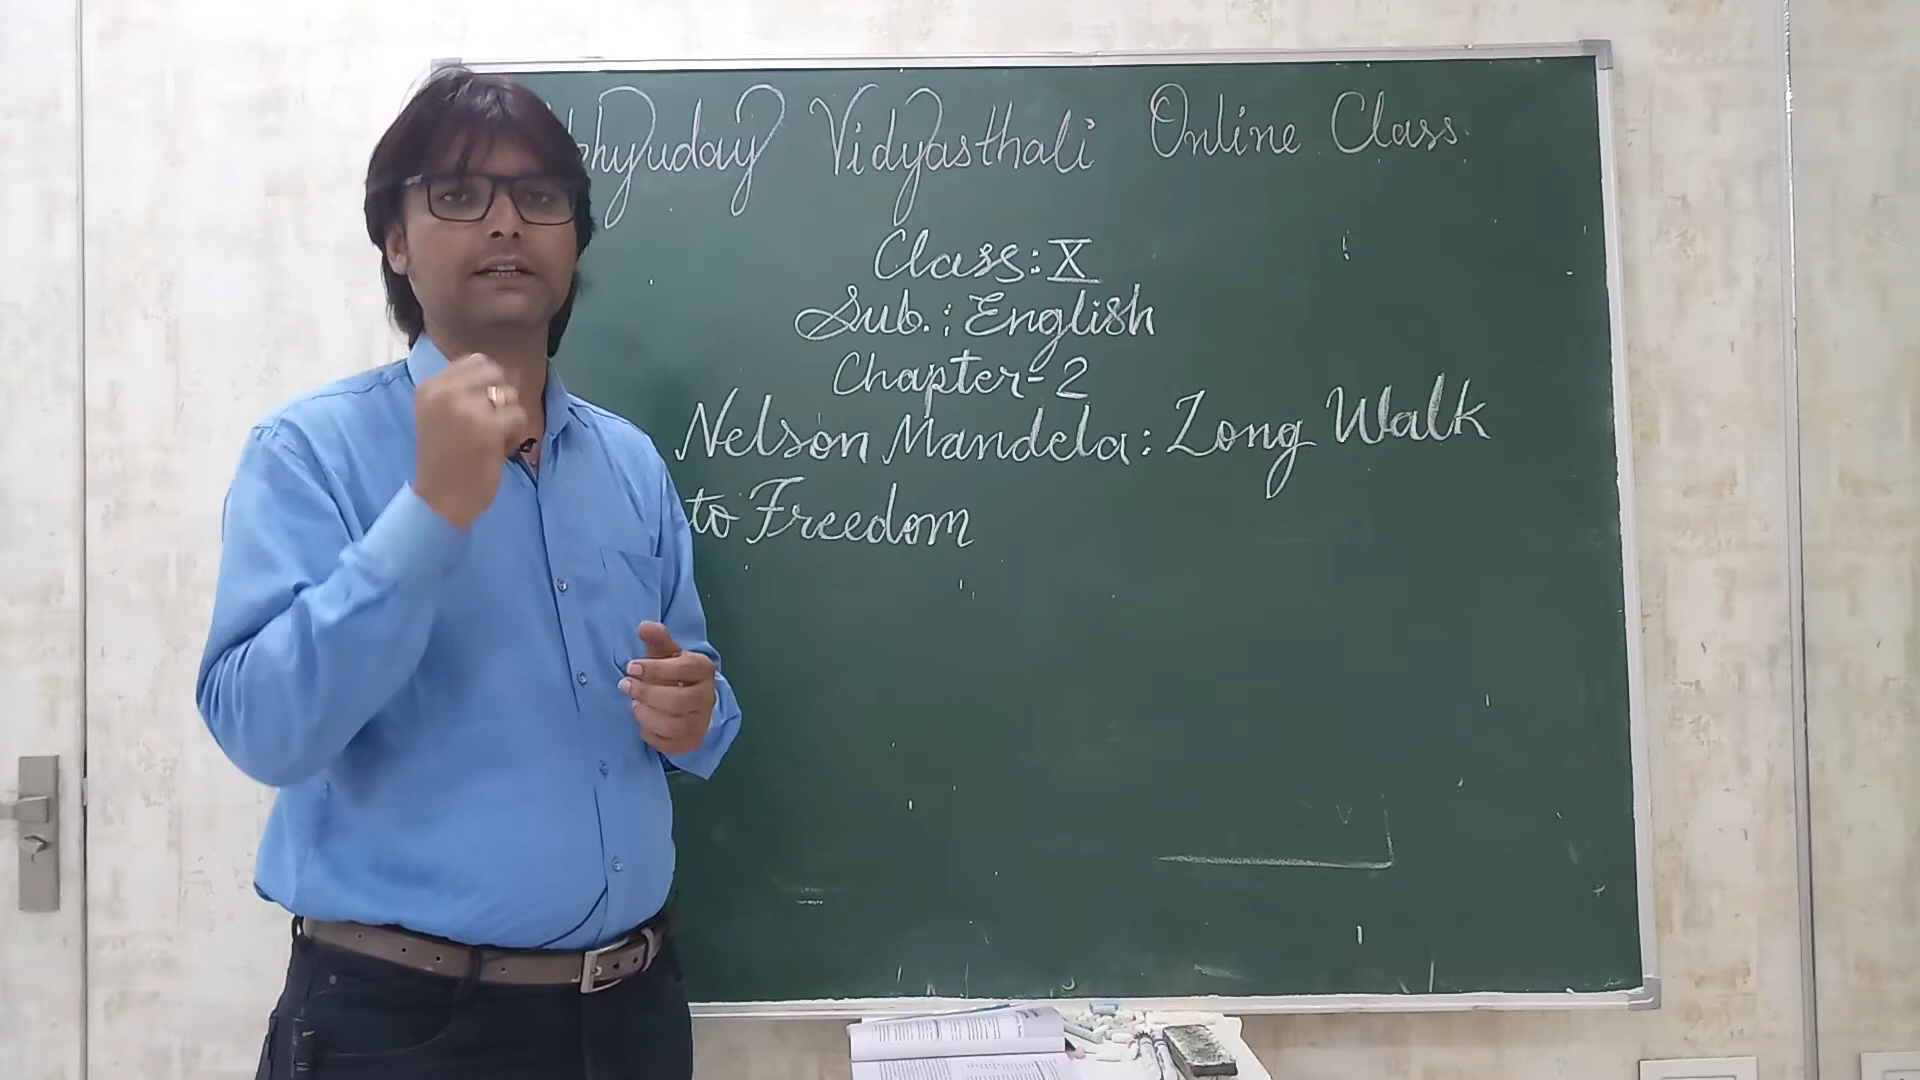 Vidyasthali Online Class
Class: X
Sub.: English
Chapter-2
Nelson Mandela: Long Walk
to Freedom